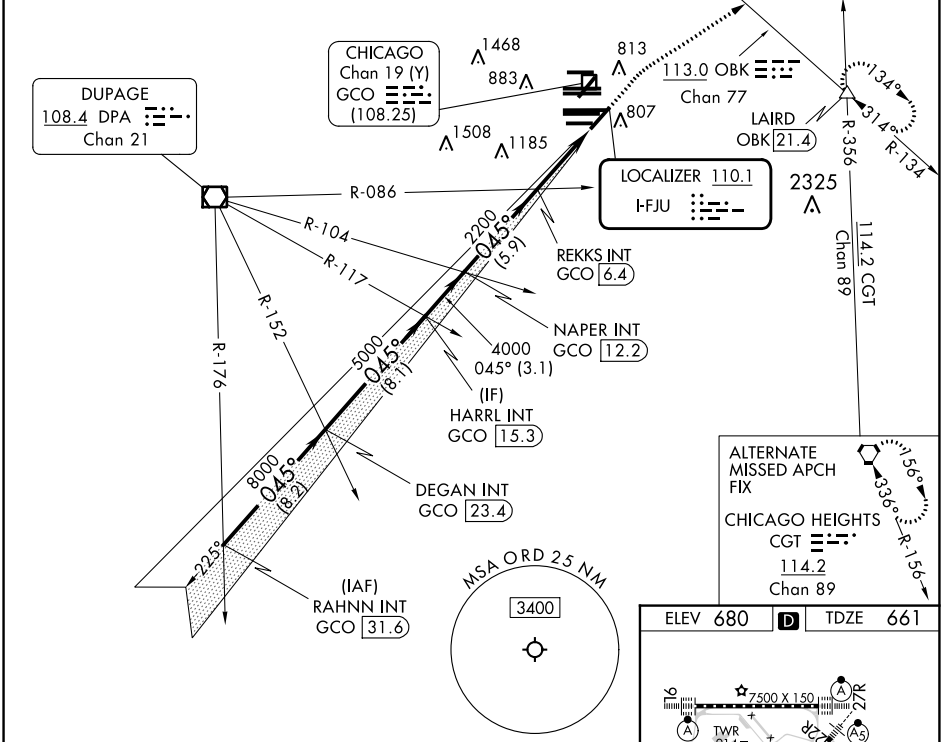 DUPAGE
108.4 DPA
Chan 21
CHICAGO
Chan 19 (Y)
GCO
(108.25)
1468
883
813
1508
1185
807
113.0 OBK
Chan 77
134°
314°
R-134
LAIRD
OBK 21.4
R-356
LOCALIZER 110.1
I-FJU
2325
114.2 CGT
Chan 89
R-086
R-104
R-117
R-152
R-176
2200
045°
(5.9)
REKKS INT
GCO 6.4
NAPER INT
GCO 12.2
4000
045° (3.1)
5000
045°
(8.1)
(IF)
HARRL INT
GCO 15.3
8000
045°
(8.2)
DEGAN INT
GCO 23.4
225°
(IAF)
RAHNN INT
GCO 31.6
MSA ORD 25 NM
3400
ALTERNATE
MISSED APCH
FIX
156°
336°
R-156
CHICAGO HEIGHTS
CGT
114.2
Chan 89
ELEV 680
D
TDZE 661
7500 X 150
A
27R
A
TWR
22R
A5